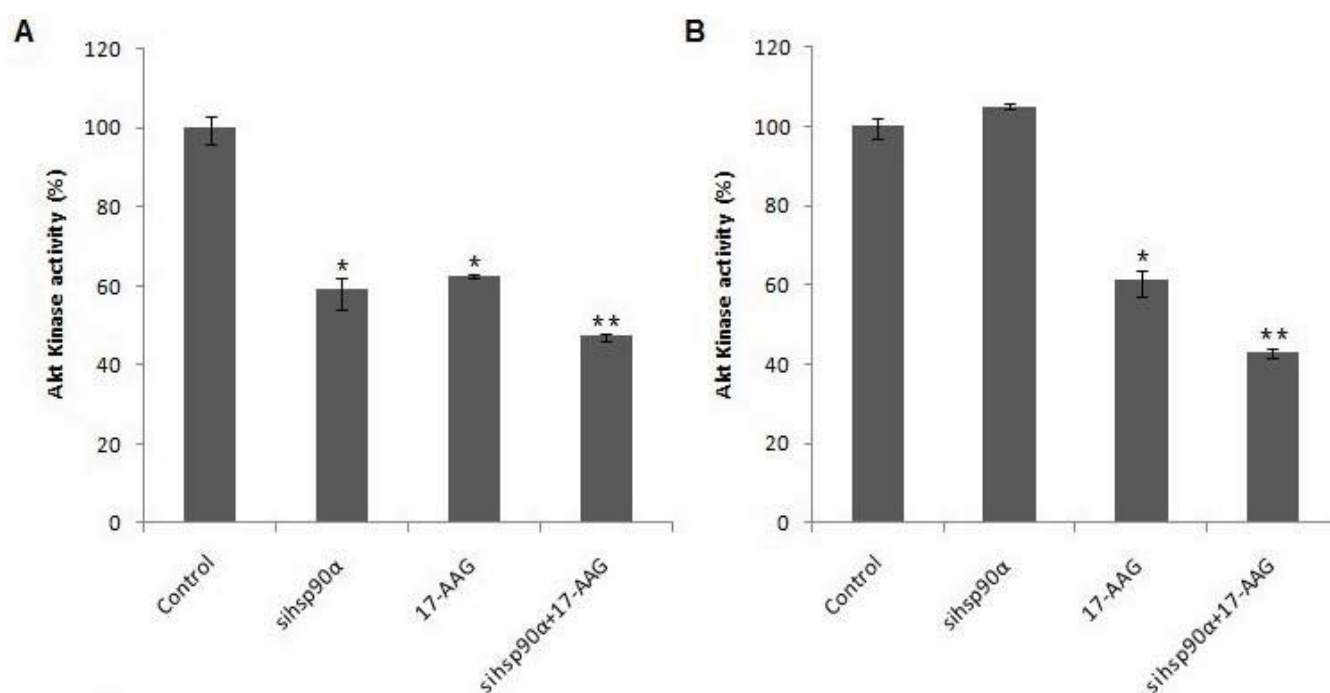 A
Akt Kinase activity (%)
120
100
80
60
40
20
0
*
*
**
Control
sihsp90α
17-AAG
sihsp90α+17-AAG
B
Akt Kinase activity (%)
120
100
80
60
40
20
0
*
**
Control
sihsp90α
17-AAG
sihsp90α+17-AAG